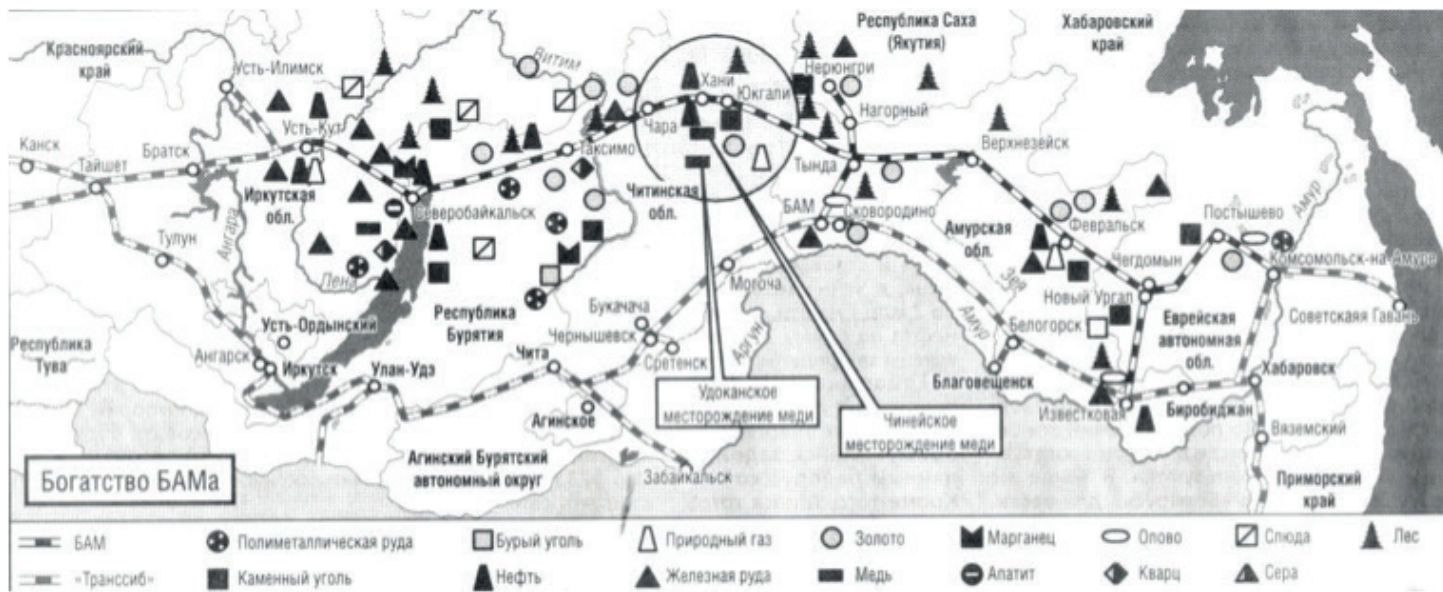 Красноярский
край
Усть-Илимск
Витим
Республика Саха
(Якутия)
Хабаровский
край
Нерюнгри
Хани
Юкгали
Нагорный
Чара
Усть-Кут
Канск
Тайшет
Братск
Таксимо
Тында
Верхнезейск
Иркутская
обл.
Северобайкальск
Читинская
обл.
БАМ
Сковородино
Амурская
обл.
Февральск
Постышево
Амур
Тулун
Ангара
Лена
Чегдомын
Комсомольск-на-Амуре
Могоча
Зея
Новый Ургал
Букачача
Республика
Бурятия
Амур
Белогорск
Советскаяя Гавань
Усть-Ордынский
Чернышевск
Аргун
Еврейская
автономная
обл.
Республика
Тува
Ангарск
Иркутск
Улан-Удэ
Чита
Сретенск
Благовещенск
Хабаровск
Удоканское
месторождение меди
Чинейское
месторождение меди
Известковая
Биробиджан
Агинское
Вяземский
Агинский Бурятский
автономный округ
Забайкальск
Приморский
край
Богатство БАМа
БАМ
Полиметаллическая руда
Бурый уголь
Природный газ
Золото
Марганец
Олово
Слюда
Лес
«Транссиб»
Каменный уголь
Нефть
Железная руда
Медь
Апатит
Кварц
Сера